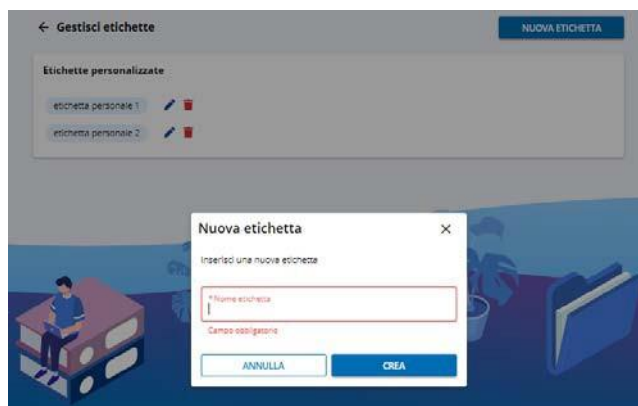 ← Gestisci etichette
NUOVA ETICHETTA
Etichette personalizzate
etichetta personale 1
etichetta personale 2
Nuova etichetta
Inserisci una nuova etichetta
*Nome etichetta
Campo obbligatorio
ANNULLA
CREA